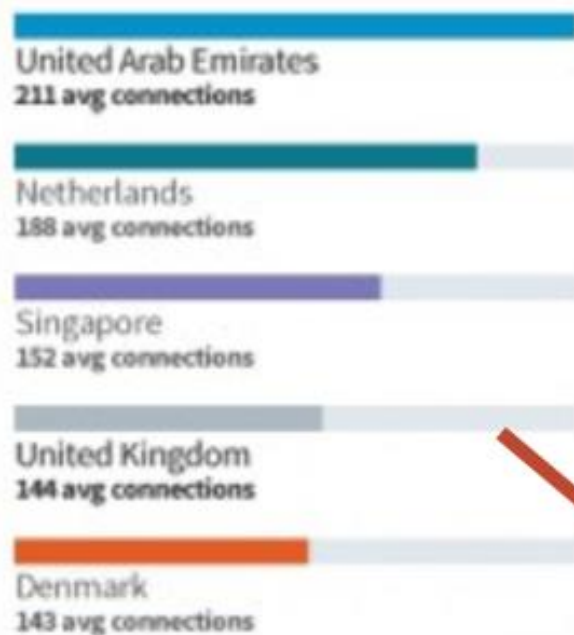 United Arab Emirates
211 avg connections
Netherlands
188 avg connections
Singapore
152 avg connections
United Kingdom
144 avg connections
Denmark
143 avg connections